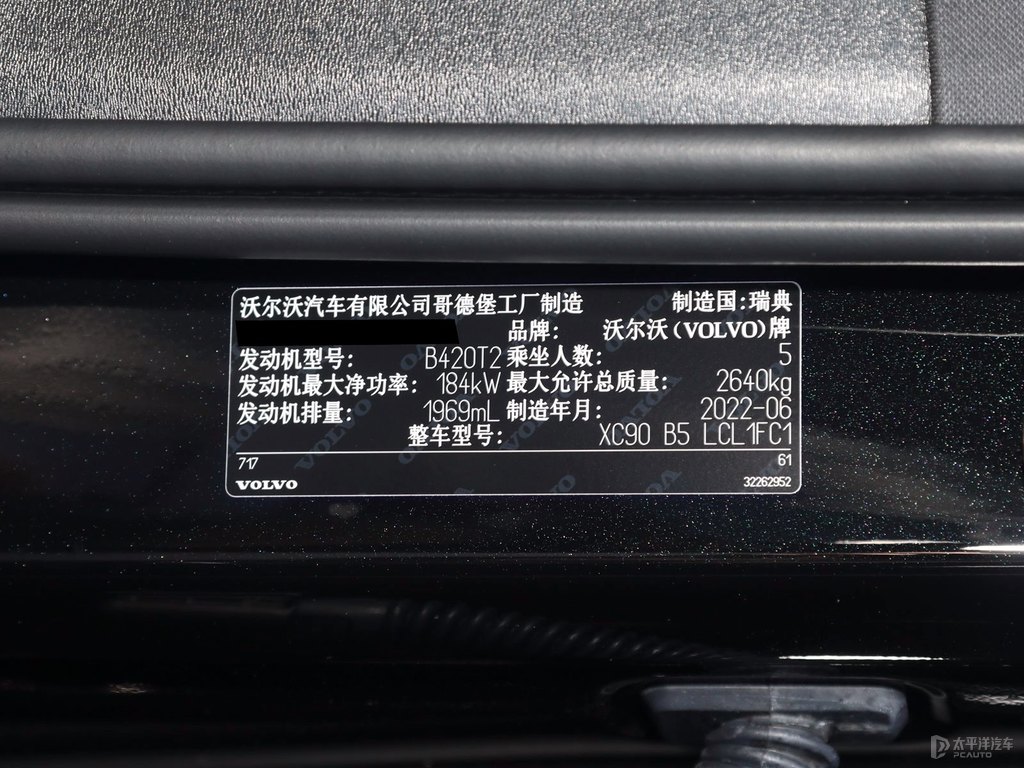 沃尔沃汽车有限公司哥德堡工厂制造 制造国:瑞典
品牌: 沃尔沃(VOLVO)牌
发动机型号: B420T2 乘坐人数: 5
发动机最大净功率: 184kW 最大允许总质量: 2640kg
发动机排量: 1969mL 制造年月: 2022-06
整车型号: XC90 B5 LCL1FC1
717 61
VOLVO 32262952
太平洋汽车
PCAUTO